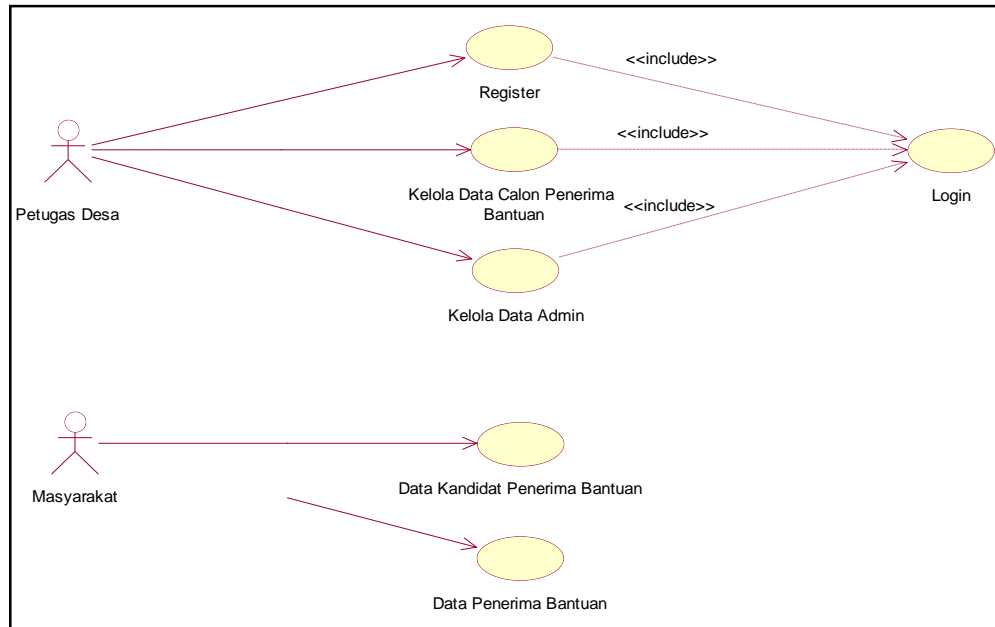 <<include>>
Register
<<include>>
Kelola Data Calon Penerima
Bantuan
Petugas Desa
Login
<<include>>
Kelola Data Admin
Masyarakat
Data Kandidat Penerima Bantuan
Data Penerima Bantuan